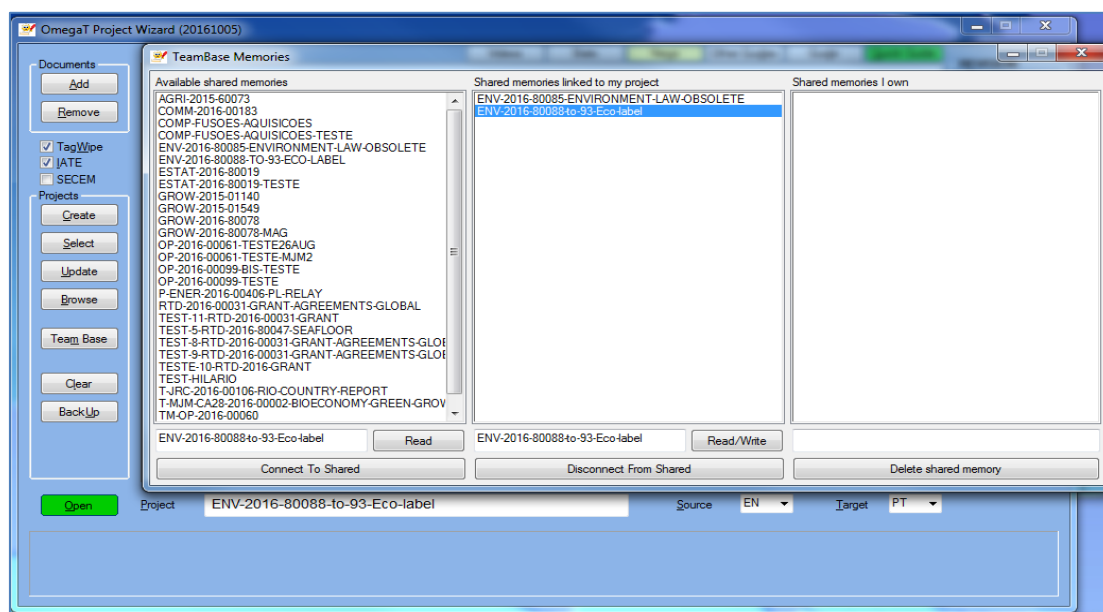 OmegaT Project Wizard (20161005)
TeamBase Memories
Documents
Add
Remove
TagWipe
IATE
SECEM
Projects
Create
Select
Update
Browse
Team Base
Clear
BackUp
Available shared memories
AGRI-2015-60073
COMM-2016-00183
COMP-FUSOES-AQUISICOES
COMP-FUSOES-AQUISICOES-TESTE
ENV-2016-80085-ENVIRONMENT-LAW-OBSOLETE
ENV-2016-80088-TO-93-ECO-LABEL
ESTAT-2016-80019
ESTAT-2016-80019-TESTE
GROW-2015-01140
GROW-2015-01549
GROW-2016-80078
GROW-2016-80078-MAG
OP-2016-00061-TESTE26AUG
OP-2016-00061-TESTE-MJM2
OP-2016-00099-BIS-TESTE
OP-2016-00099-TESTE
P-ENER-2016-00406-PL-RELAY
RTD-2016-00031-GRANT-AGREEMENTS-GLOBAL
TEST-11-RTD-2016-00031-GRANT
TEST-5-RTD-2016-80047-SEAFLOOR
TEST-8-RTD-2016-00031-GRANT-AGREEMENTS-GLOE
TEST-9-RTD-2016-00031-GRANT-AGREEMENTS-GLOE
TESTE-10-RTD-2016-GRANT
TEST-HILARIO
T-JRC-2016-00106-RIO-COUNTRY-REPORT
T-MJM-CA28-2016-00002-BIOECONOMY-GREEN-GROV
TM-OP-2016-00060
ENV-2016-80088-to-93-Eco-label
Read
Connect To Shared
Shared memories linked to my project
ENV-2016-80085-ENVIRONMENT-LAW-OBSOLETE
ENV-2016-80088-to-93-Eco-label
ENV-2016-80088-to-93-Eco-label
Read/Write
Disconnect From Shared
Shared memories I own
Delete shared memory
Open
Project
ENV-2016-80088-to-93-Eco-label
Source
EN
Target
PT